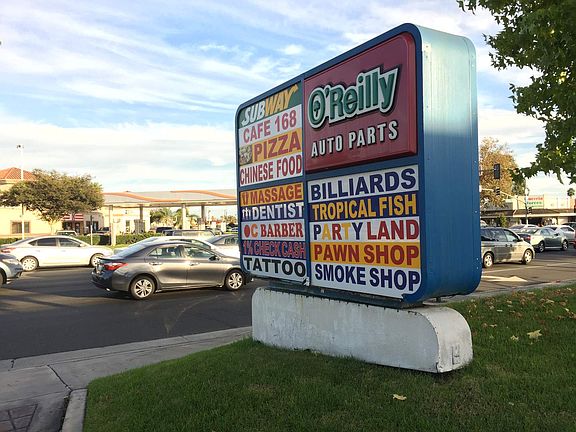 SUBWAY
CAFE 168
PIZZA
CHINESE FOOD
MASSAGE
DENTIST
OC BARBER
1% CHECK CASH
TATTOO
O'Reilly
AUTO PARTS
BILLIARDS
TROPICAL FISH
PARTY LAND
PAWN SHOP
SMOKE SHOP